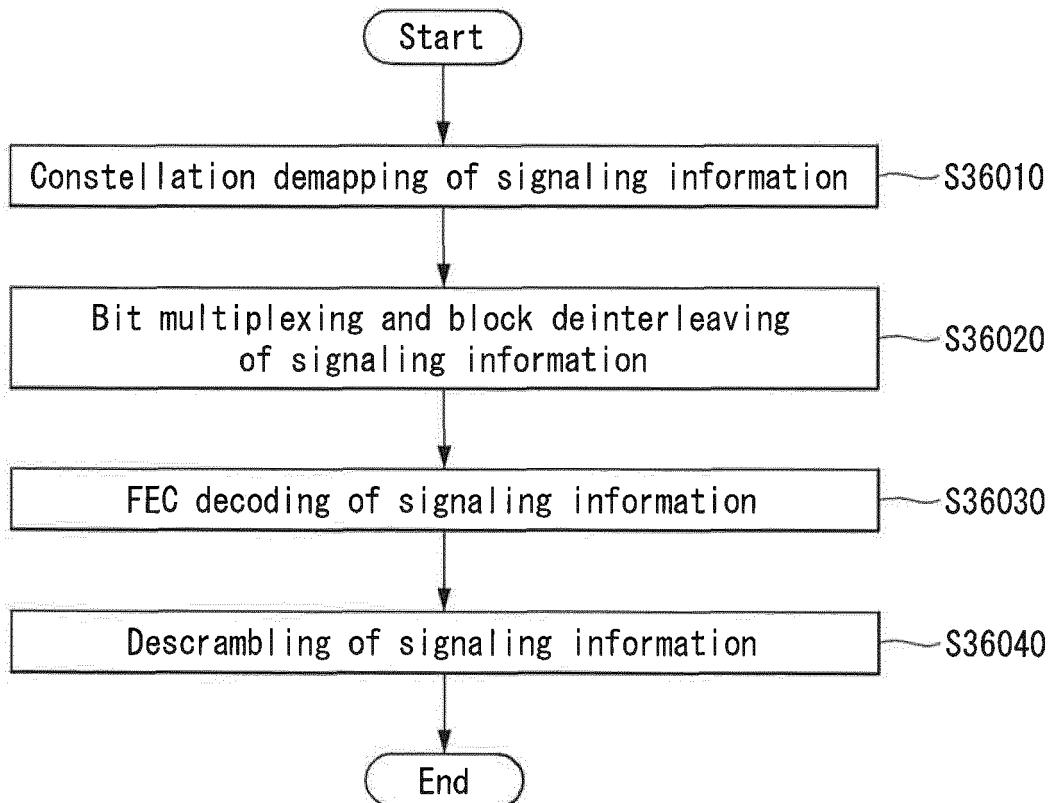 Start
Constellation demapping of signaling information
S36010
Bit multiplexing and block deinterleaving
of signaling information
S36020
FEC decoding of signaling information
S36030
Descrambling of signaling information
S36040
End